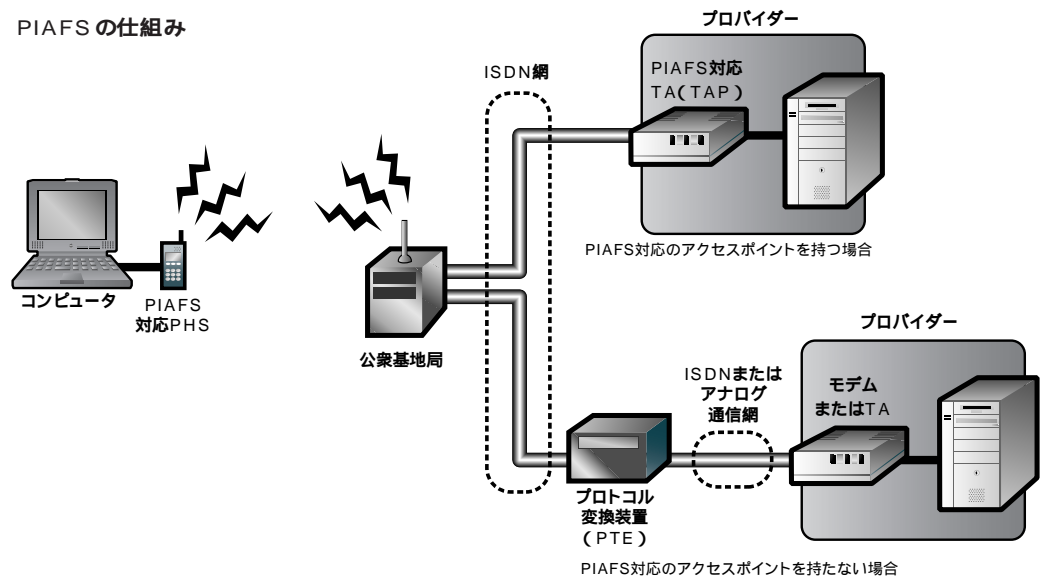 PIAFSの仕組み
プロバイダー
ISDN網
PIAFS対応
TA(TAP)
PIAFS対応のアクセスポイントを持つ場合
コンピュータ
PIAFS
対応PHS
公衆基地局
プロバイダー
ISDNまたは
アナログ
通信網
モデム
またはTA
プロトコル
変換装置
(PTE)
PIAFS対応のアクセスポイントを持たない場合